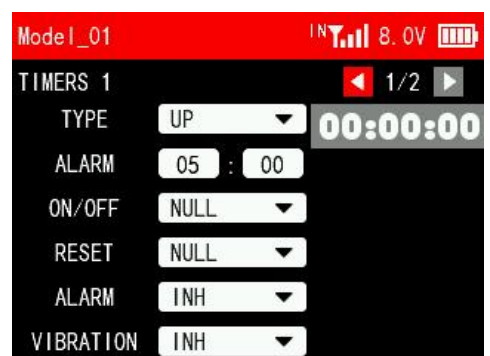 Model_01 IN 8.0V
TIMERS 1 1/2
TYPE UP 00:00:00
ALARM 05 : 00
ON/OFF NULL
RESET NULL
ALARM INH
VIBRATION INH